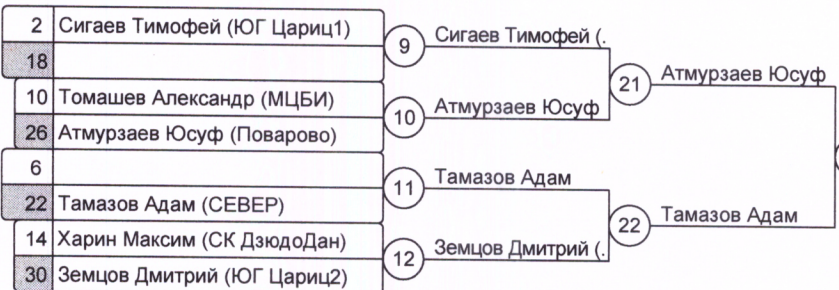 2 Сигаев Тимофей (ЮГ Цариц1)
18
9
Сигаев Тимофей (.
10 Томашев Александр (МЦБИ)
26 Атмурзаев Юсуф (Поварово)
10
Атмурзаев Юсуф
21
Атмурзаев Юсуф
6
22 Тамазов Адам (СЕВЕР)
11
Тамазов Адам
14 Харин Максим (СК ДзюдоДан)
30 Земцов Дмитрий (ЮГ Цариц2)
12
Земцов Дмитрий (.
22
Тамазов Адам